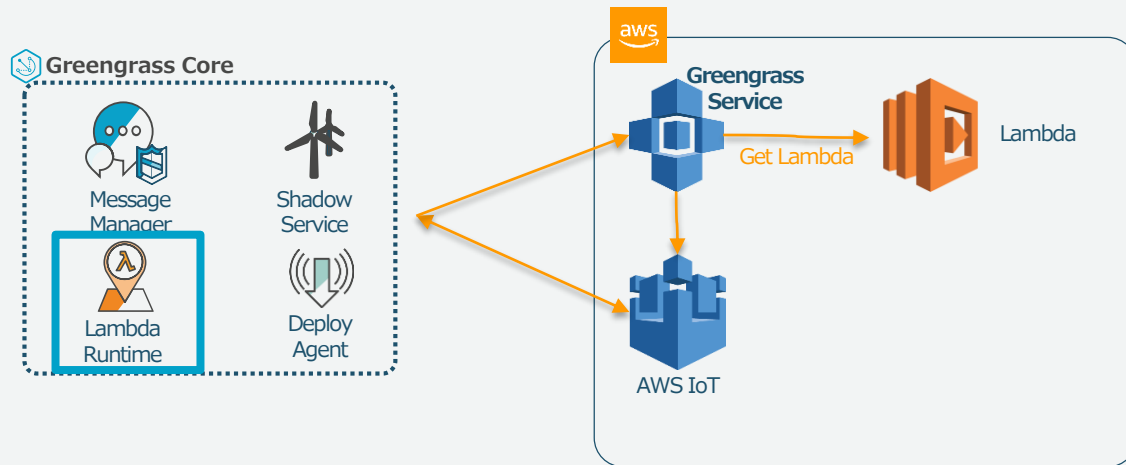 aws
Greengrass Core
Greengrass
Service
Message
Manager
Shadow
Service
Get Lambda
Lambda
λ
Lambda
Runtime
Deploy
Agent
AWS IoT